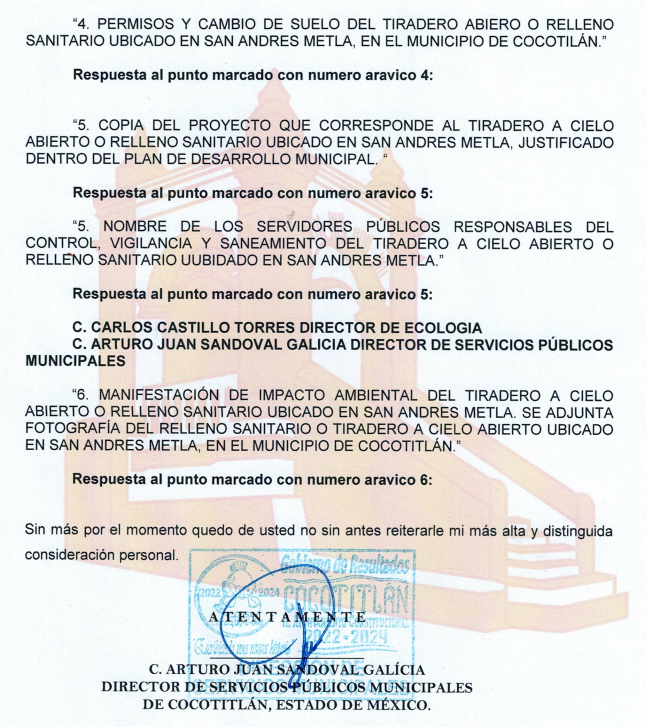 “4. PERMISOS Y CAMBIO DE SUELO DEL TIRADERO ABIERO O RELLENO
SANITARIO UBICADO EN SAN ANDRES METLA, EN EL MUNICIPIO DE COCOTILÁN.”
Respuesta al punto marcado con numero aravico 4:
“5. COPIA DEL PROYECTO QUE CORRESPONDE AL TIRADERO A CIELO
ABIERTO O RELLENO SANITARIO UBICADO EN SAN ANDRES METLA, JUSTIFICADO
DENTRO DEL PLAN DE DESARROLLO MUNICIPAL. “
Respuesta al punto marcado con numero aravico 5:
“5. NOMBRE DE LOS SERVIDORES PÚBLICOS RESPONSABLES DEL
CONTROL, VIGILANCIA Y SANEAMIENTO DEL TIRADERO A CIELO ABIERTO O
RELLENO SANITARIO UUBIDADO EN SAN ANDRES METLA.”
Respuesta al punto marcado con numero aravico 5:
C. CARLOS CASTILLO TORRES DIRECTOR DE ECOLOGIA
C. ARTURO JUAN SANDOVAL GALICIA DIRECTOR DE SERVICIOS PÚBLICOS
MUNICIPALES
“6. MANIFESTACIÓN DE IMPACTO AMBIENTAL DEL TIRADERO A CIELO
ABIERTO O RELLENO SANITARIO UBICADO EN SAN ANDRES METLA. SE ADJUNTA
FOTOGRAFÍA DEL RELLENO SANITARIO O TIRADERO A CIELO ABIERTO UBICADO
EN SAN ANDRES METLA, EN EL MUNICIPIO DE COCOTITLÁN.”
Respuesta al punto marcado con numero aravico 6:
Sin más por el momento quedo de usted no sin antes reiterarle mi más alta y distinguida
consideración personal.
Gobierno de Resultados
2022 2024 COCOTITLÁN
A T E N T A M E N T E
H. AYUNTAMIENTO CONSTITUCIONAL
2022 - 2024
C. ARTURO JUAN SANDOVAL GALÍCIA
DIRECTOR DE SERVICIOS PÚBLICOS MUNICIPALES
DE COCOTITLÁN, ESTADO DE MÉXICO.